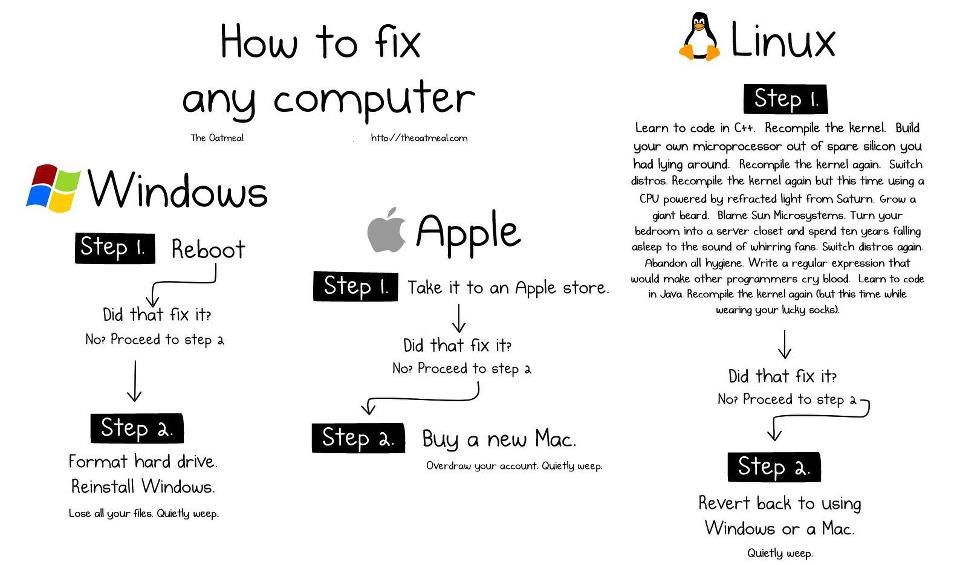 How to fix
any computer
The Oatmeal
http://theoatmeal.com
Windows
Step 1.
Reboot
Did that fix it?
No? Proceed to step 2
Step 2.
Format hard drive.
Reinstall Windows.
Lose all your files. Quietly weep.
Apple
Step 1.
Take it to an Apple store.
Did that fix it?
No? Proceed to step 2
Step 2.
Buy a new Mac.
Overdraw your account. Quietly weep.
Linux
Step 1.
Learn to code in C++. Recompile the kernel. Build
your own microprocessor out of spare silicon you
had lying around. Recompile the kernel again. Switch
distros. Recompile the kernel again but this time using a
CPU powered by refracted light from Saturn. Grow a
giant beard. Blame Sun Microsystems. Turn your
bedroom into a server closet and spend ten years falling
asleep to the sound of whirring fans. Switch distros again.
Abandon all hygiene. Write a regular expression that
would make other programmers cry blood. Learn to code
in Java. Recompile the kernel again (but this time while
wearing your lucky socks).
Did that fix it?
No? Proceed to step 2
Step 2.
Revert back to using
Windows or a Mac.
Quietly weep.